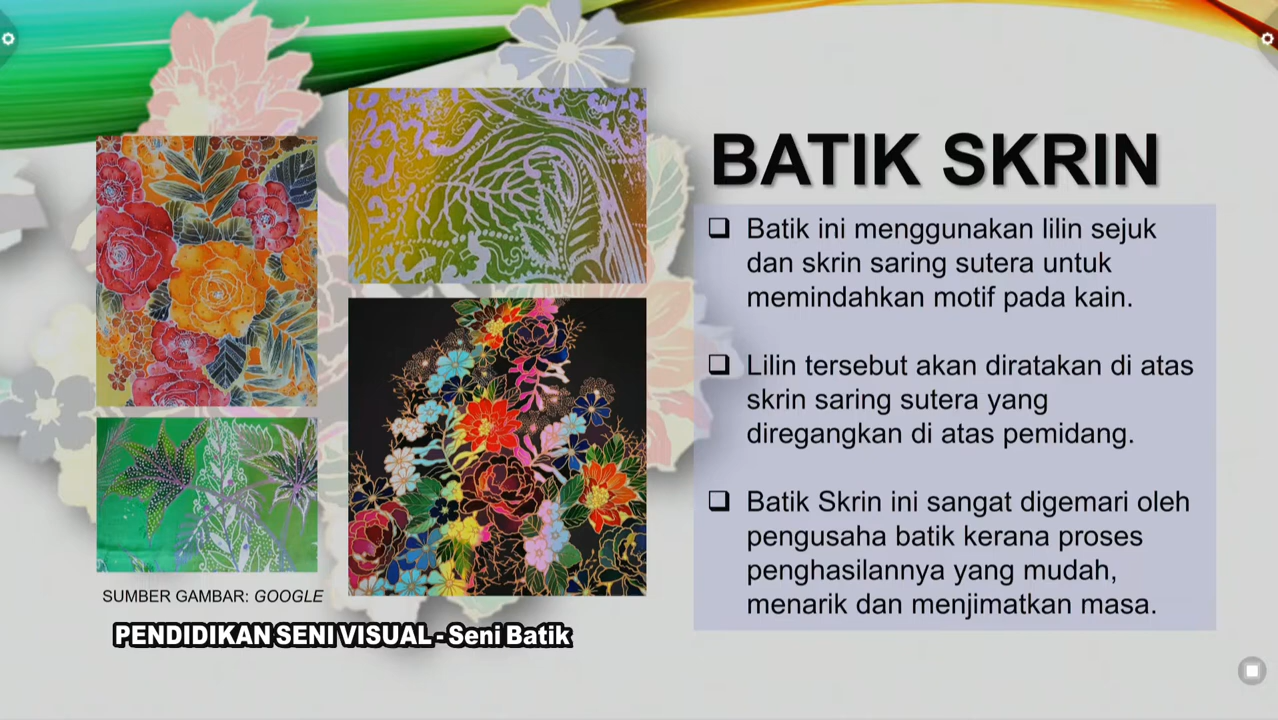 BATIK SKRIN
Batik ini menggunakan lilin sejuk
dan skrin saring sutera untuk
memindahkan motif pada kain.
Lilin tersebut akan diratakan di atas
skrin saring sutera yang
diregangkan di atas pemidang.
Batik Skrin ini sangat digemari oleh
pengusaha batik kerana proses
penghasilannya yang mudah,
menarik dan menjimatkan masa.
SUMBER GAMBAR: GOOGLE
PENDIDIKAN SENI VISUAL - Seni Batik